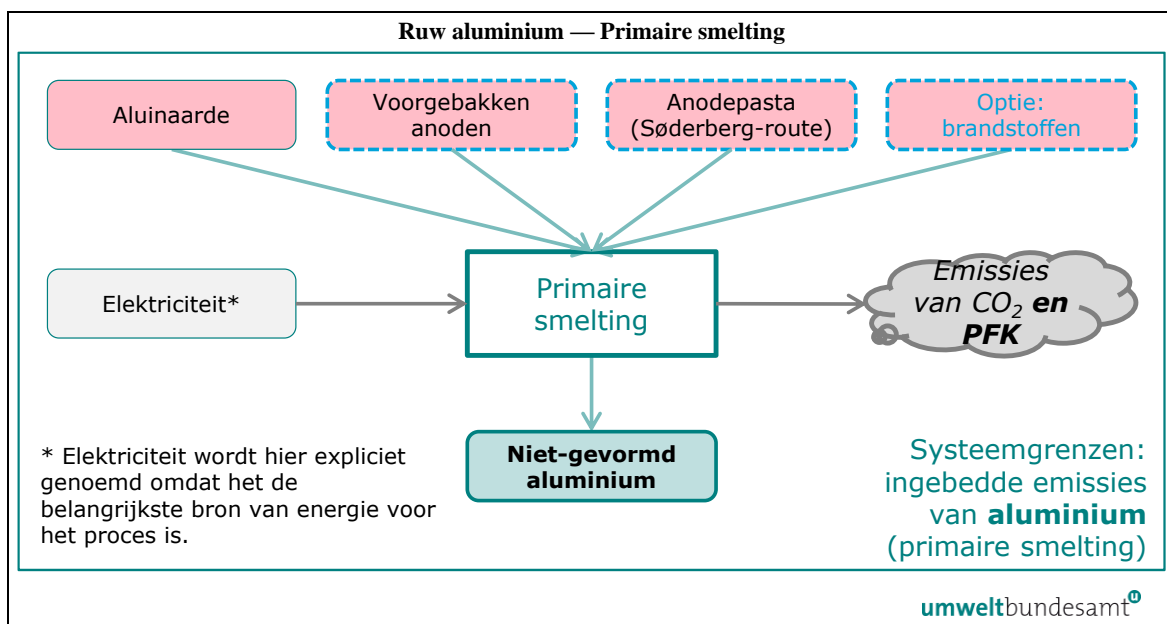 Ruw aluminium — Primaire smelting
Aluinaarde
Voorgebakken
anoden
Anodepasta
(Søderberg-route)
Optie:
brandstoffen
Elektriciteit*
Primaire
smelting
Emissies
van CO₂ en
PFK
Niet-gevormd
aluminium
* Elektriciteit wordt hier expliciet
genoemd omdat het de
belangrijkste bron van energie voor
het proces is.
Systeemgrenzen:
ingebedde emissies
van aluminium
(primaire smelting)
umweltbundesamt